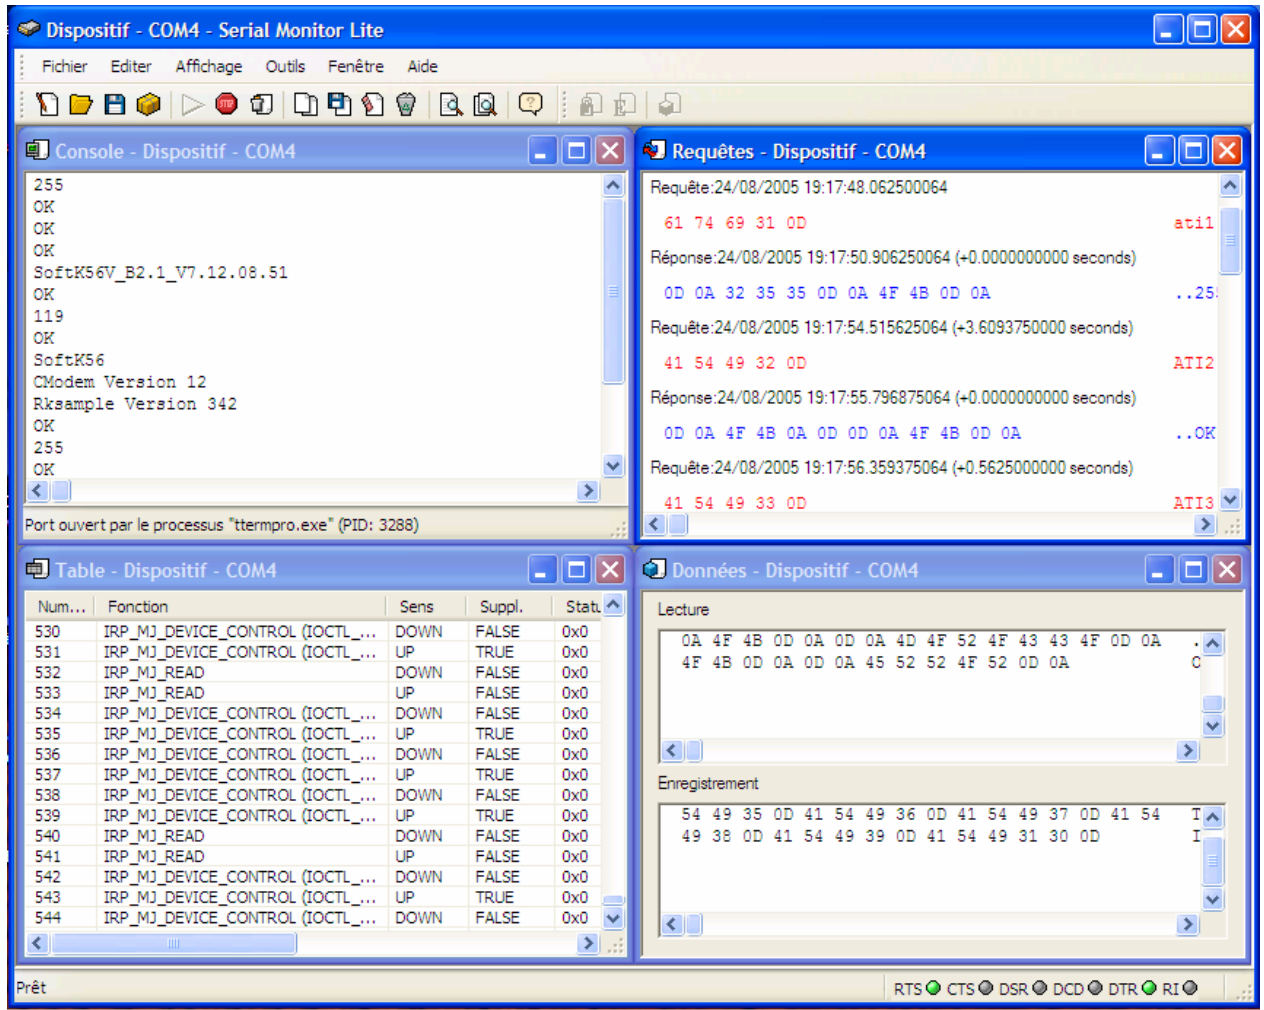 Dispositif - COM4 - Serial Monitor Lite
Fichier Editer Affichage Outils Fenêtre Aide
Console - Dispositif - COM4
255
OK
OK
OK
SoftK56V_B2.1_V7.12.08.51
OK
119
OK
SoftK56
CModem Version 12
Rksample Version 342
OK
255
OK
Port ouvert par le processus "ttermpro.exe" (PID: 3288)
Requêtes - Dispositif - COM4
Requête:24/08/2005 19:17:48.062500064
61 74 69 31 0D ati1
Réponse:24/08/2005 19:17:50.906250064 (+0.0000000000 seconds)
0D 0A 32 35 35 0D 0A 4F 4B 0D 0A ..25
Requête:24/08/2005 19:17:54.515625064 (+3.6093750000 seconds)
41 54 49 32 0D ATI2
Réponse:24/08/2005 19:17:55.796875064 (+0.0000000000 seconds)
0D 0A 4F 4B 0A 0D 0D 0A 4F 4B 0D 0A ..OK
Requête:24/08/2005 19:17:56.359375064 (+0.5625000000 seconds)
41 54 49 33 0D ATI3
Table - Dispositif - COM4
Num... Fonction Sens Suppl. Statu
530 IRP_MJ_DEVICE_CONTROL (IOCTL_... DOWN FALSE 0x0
531 IRP_MJ_DEVICE_CONTROL (IOCTL_... UP TRUE 0x0
532 IRP_MJ_READ DOWN FALSE 0x0
533 IRP_MJ_READ UP FALSE 0x0
534 IRP_MJ_DEVICE_CONTROL (IOCTL_... DOWN FALSE 0x0
535 IRP_MJ_DEVICE_CONTROL (IOCTL_... UP TRUE 0x0
536 IRP_MJ_DEVICE_CONTROL (IOCTL_... DOWN FALSE 0x0
537 IRP_MJ_DEVICE_CONTROL (IOCTL_... UP TRUE 0x0
538 IRP_MJ_DEVICE_CONTROL (IOCTL_... DOWN FALSE 0x0
539 IRP_MJ_DEVICE_CONTROL (IOCTL_... UP TRUE 0x0
540 IRP_MJ_READ DOWN FALSE 0x0
541 IRP_MJ_READ UP FALSE 0x0
542 IRP_MJ_DEVICE_CONTROL (IOCTL_... DOWN FALSE 0x0
543 IRP_MJ_DEVICE_CONTROL (IOCTL_... UP TRUE 0x0
544 IRP_MJ_DEVICE_CONTROL (IOCTL_... DOWN FALSE 0x0
Données - Dispositif - COM4
Lecture
0A 4F 4B 0D 0A 0D 0A 4D 4F 52 4F 43 43 4F 0D 0A .
4F 4B 0D 0A 0D 0A 45 52 52 4F 52 0D 0A
Enregistrement
54 49 35 0D 41 54 49 36 0D 41 54 49 37 0D 41 54 T
49 38 0D 41 54 49 39 0D 41 54 49 31 30 0D I
Prêt
RTS CTS DSR DCD DTR RI